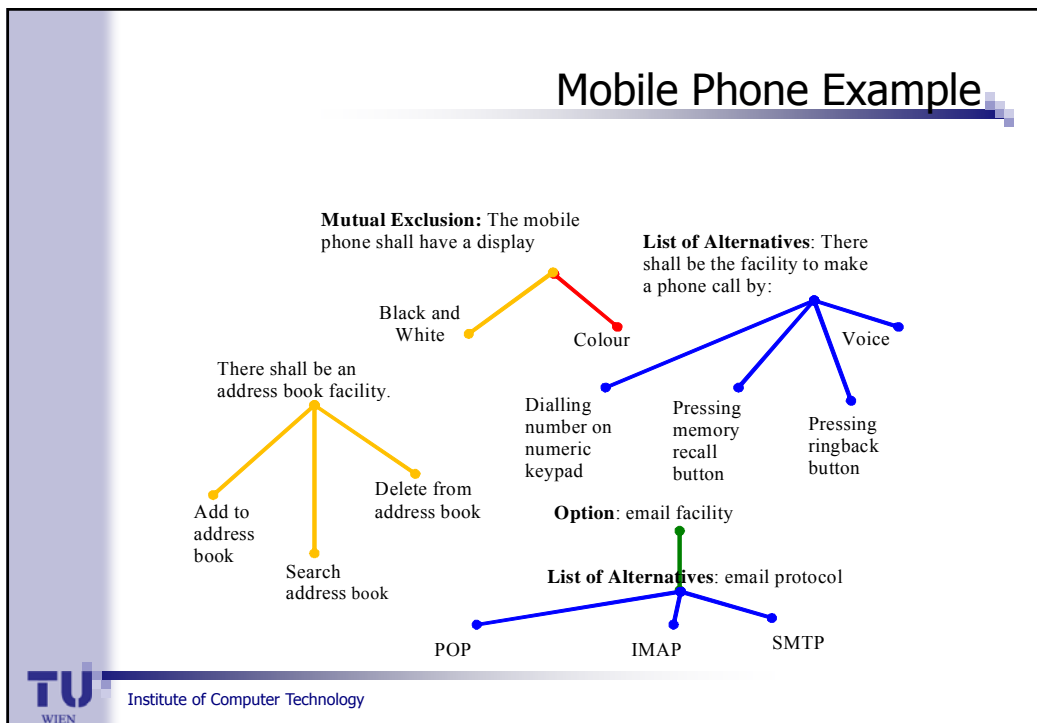 Mobile Phone Example
Mutual Exclusion: The mobile
phone shall have a display
Black and
White
Colour
List of Alternatives: There
shall be the facility to make
a phone call by:
Voice
Dialling
number on
numeric
keypad
Pressing
memory
recall
button
Pressing
ringback
button
There shall be an
address book facility.
Add to
address
book
Search
address book
Delete from
address book
Option: email facility
List of Alternatives: email protocol
POP
IMAP
SMTP
TU
WIEN
Institute of Computer Technology